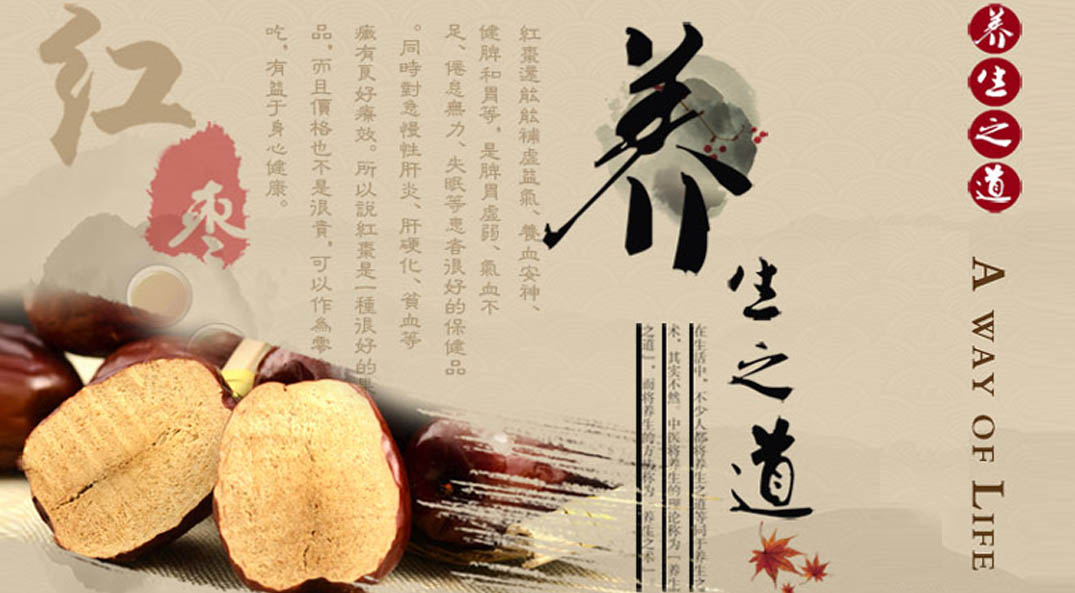 养生之道
A WAY OF LIFE
养
生之道
在生活中，不少人都将养生之道等同于养生之
术，其实不然。中医将养生的理论称为「养生
之道」，而将养生的方法称为「养生之术」
紅棗還能能補虛益氣、養血安神、
健脾和胃等，是脾胃虛弱、氣血不
足、倦怠無力、失眠等患者很好的保健品
。同時對急慢性肝炎、肝硬化、貧血等
癥有良好療效。所以說紅棗是一種很好的果
品，而且價格也不是很貴，可以作為零
吃，有益于身心健康。
红
枣